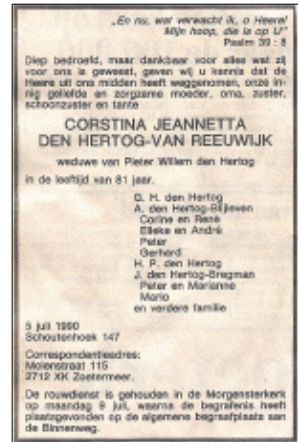 „En nu, wat verwacht ik, o Heere!
Mijn hoop, die is op U"
Psalm 39 : 8
Diep bedroefd, maar dankbaar voor alles wat zij
voor ons is geweest, geven wij u kennis dat de
Heere uit ons midden heeft weggenomen, onze in-
nig geliefde en zorgzame moeder, oma, zuster,
schoonzuster en tante
CORSTINA JEANNETTA
DEN HERTOG-VAN REEUWIJK
weduwe van Pieter Willem den Hertog
in de leeftijd van 81 jaar.
G. H. den Hertog
A. den Hertog-Blijleven
Corine en René
Elleke en André
Peter
Gerhard
H. P. den Hertog
J. den Hertog-Bregman
Peter en Marianne
Mario
en verdere familie
5 juli 1990
Schoutenhoek 147
Correspondentieadres:
Molenstraat 115
2712 XK Zoetermeer.
De rouwdienst is gehouden in de Morgensterkerk
op maandag 9 juli, waarna de begrafenis heeft
plaatsgevonden op de algemene begraafplaats aan
de Binnenweg.